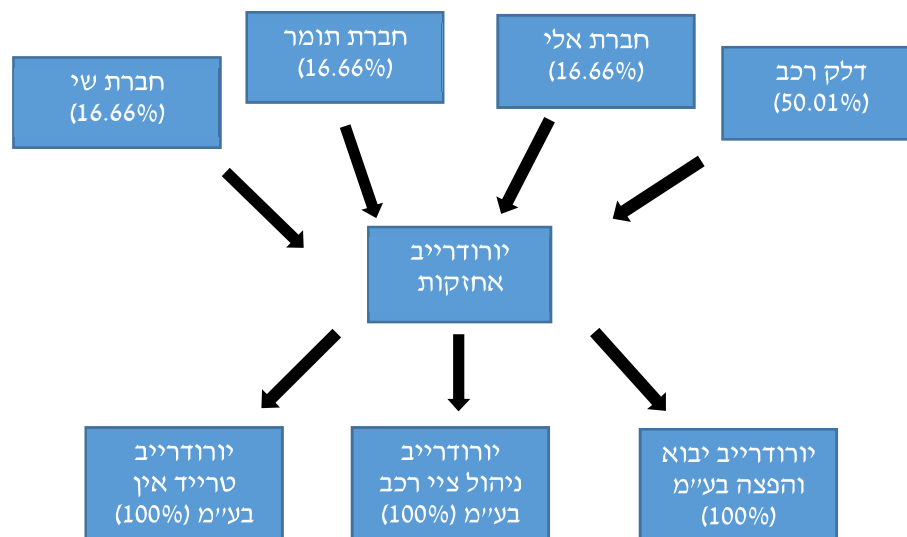 דלק רכב
(50.01%)
חברת אלי
(16.66%)
חברת תומר
(16.66%)
חברת שי
(16.66%)
יורודרייב
אחזקות
יורודרייב יבוא
והפצה בע״מ
(100%)
יורודרייב
ניהול ציי רכב
בע״מ (100%)
יורודרייב
טרייד אין
בע״מ (100%)